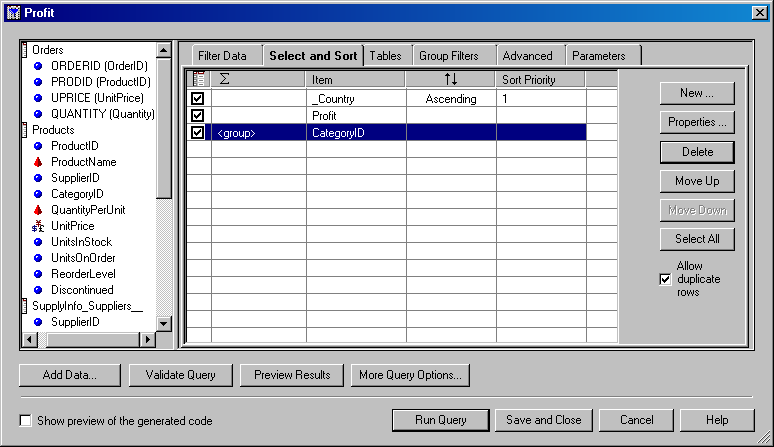 Profit
Orders
ORDERID (OrderID)
PRODID (ProductID)
UPRICE (UnitPrice)
QUANTITY (Quantity)
Products
ProductID
ProductName
SupplierID
CategoryID
QuantityPerUnit
UnitPrice
UnitsInStock
UnitsOnOrder
ReorderLevel
Discontinued
SupplyInfo_Suppliers__
SupplierID
Filter Data Select and Sort Tables Group Filters Advanced Parameters
Σ Item ↑↓ Sort Priority
_Country Ascending 1
Profit
<group> CategoryID
New ...
Properties ...
Delete
Move Up
Move Down
Select All
Allow
duplicate
rows
Add Data... Validate Query Preview Results More Query Options...
Show preview of the generated code Run Query Save and Close Cancel Help